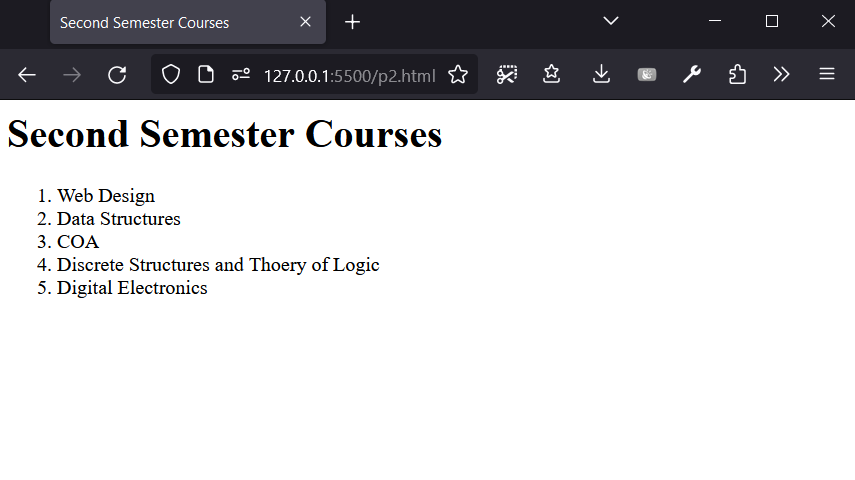 Second Semester Courses
127.0.0.1:5500/p2.html
Second Semester Courses
1. Web Design
2. Data Structures
3. COA
4. Discrete Structures and Thoery of Logic
5. Digital Electronics